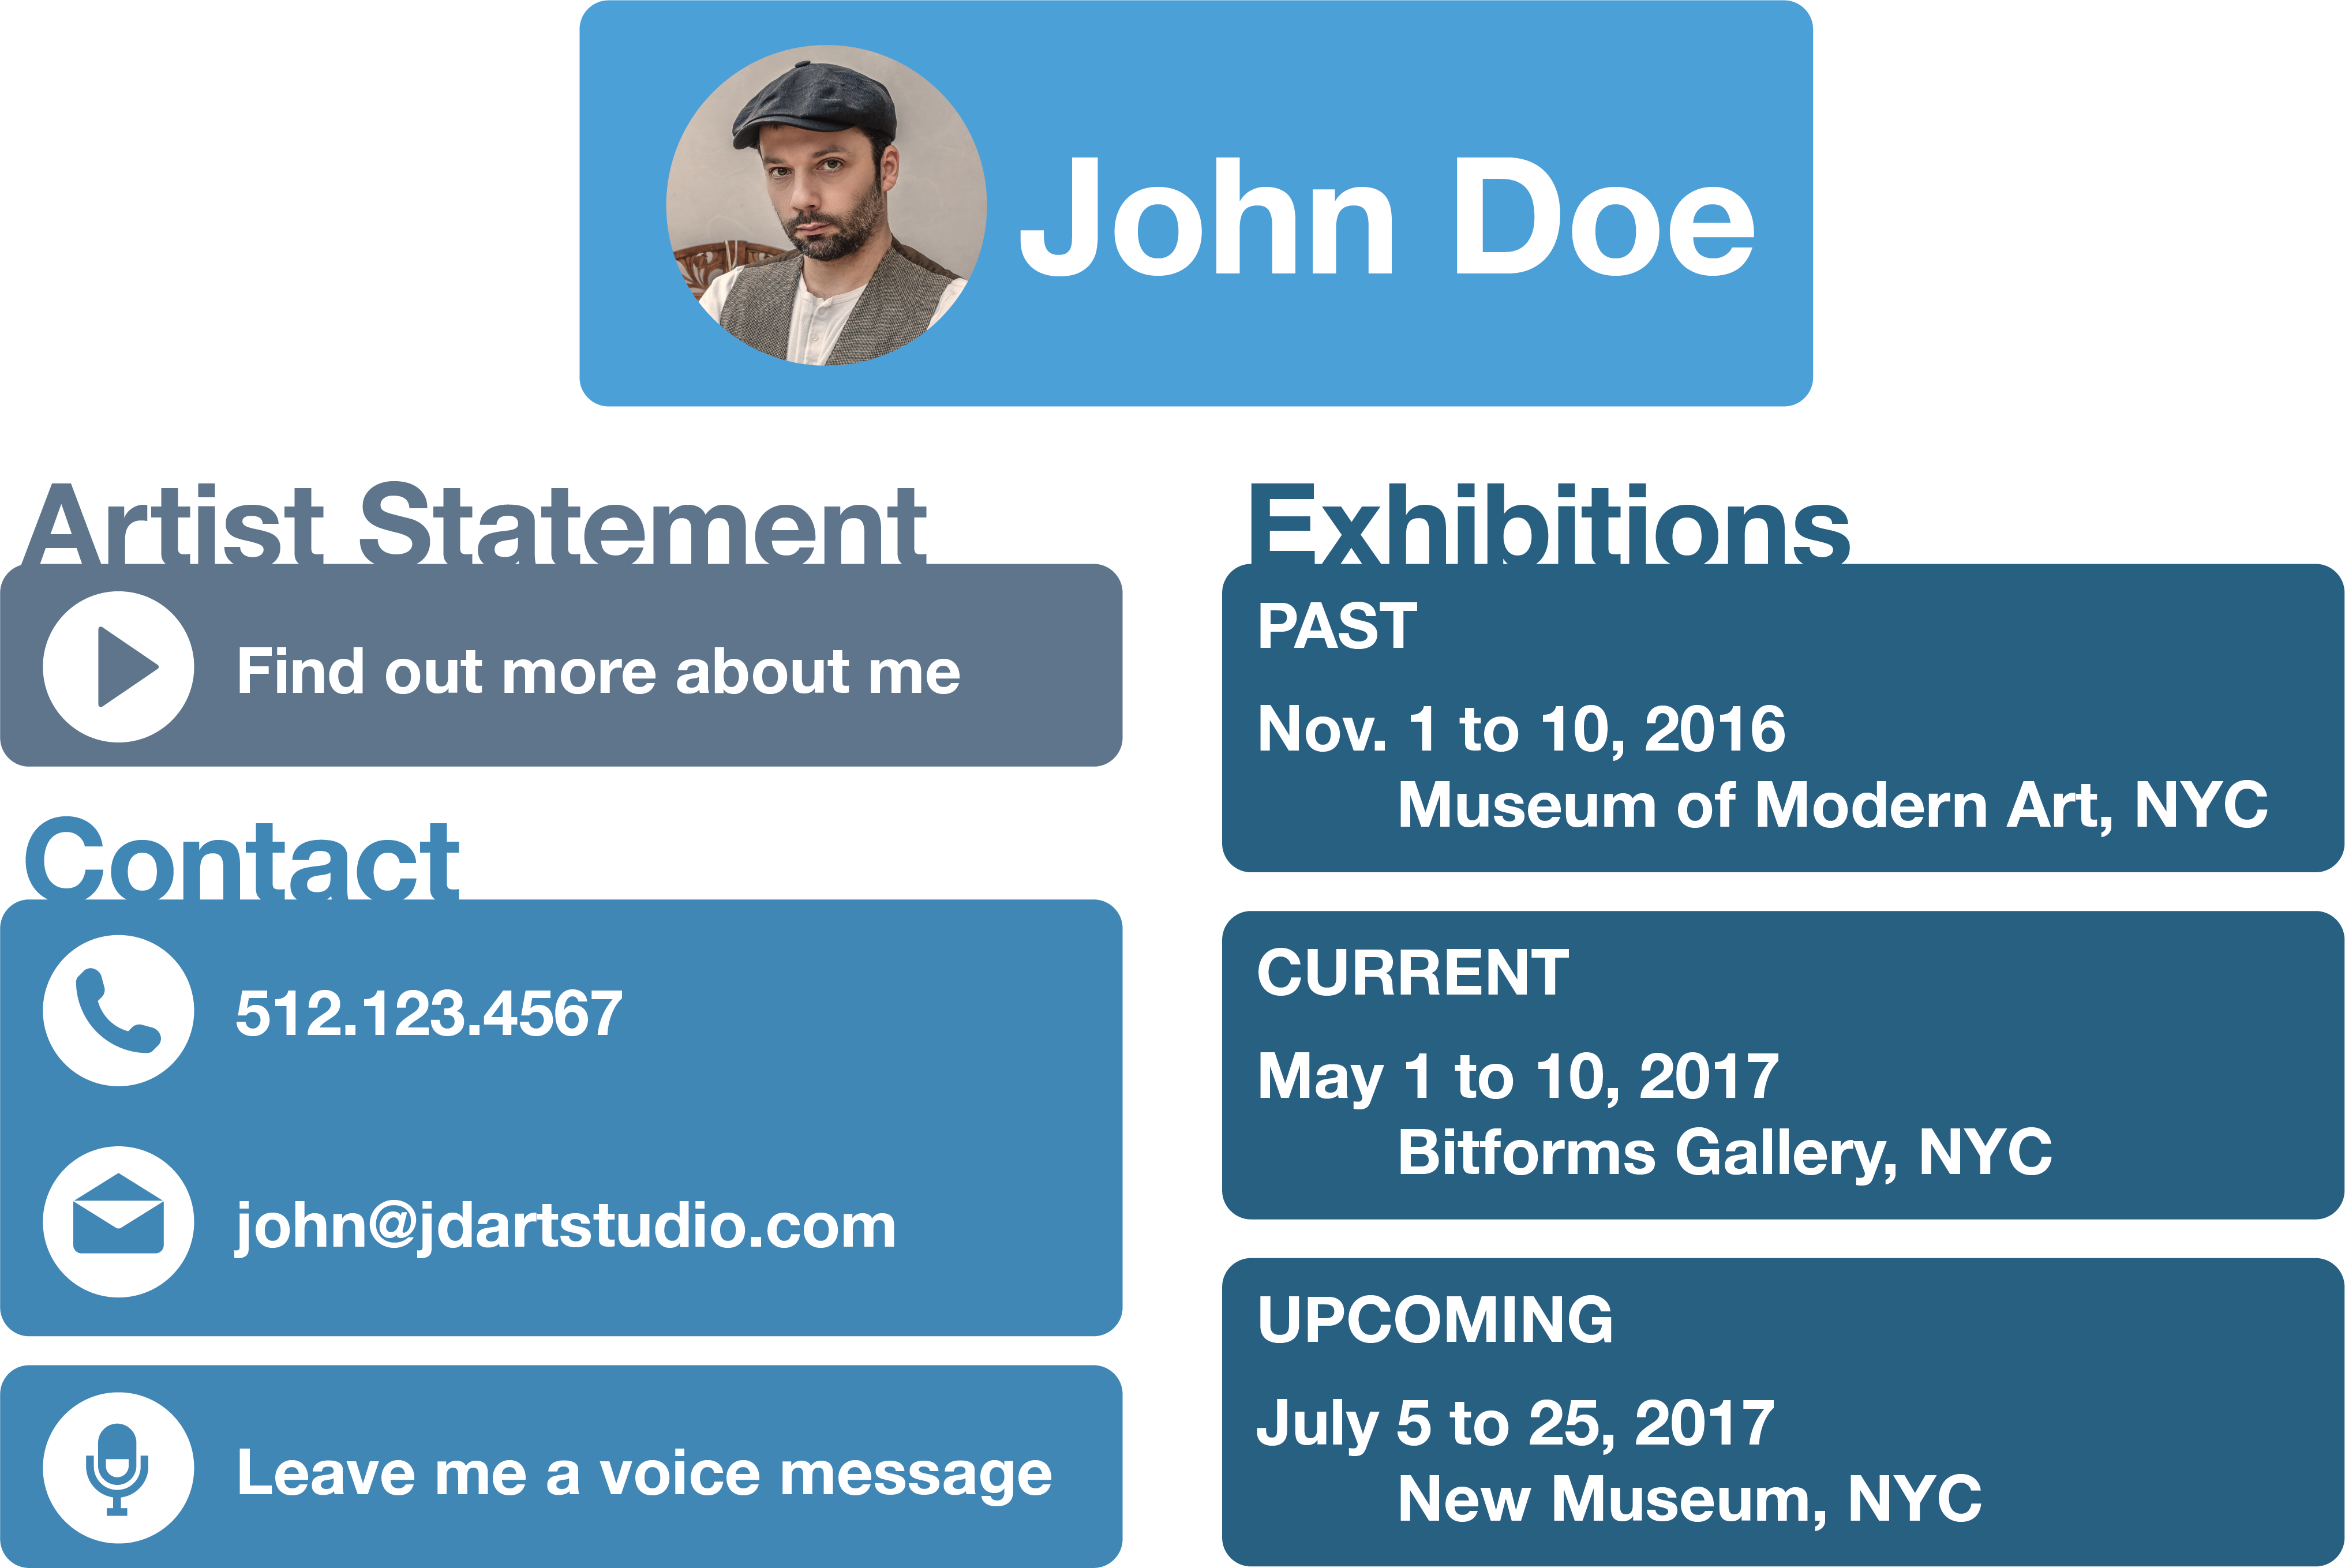 John Doe
Artist Statement
Find out more about me
Contact
512.123.4567
john@jdartstudio.com
Leave me a voice message
Exhibitions
PAST
Nov. 1 to 10, 2016
Museum of Modern Art, NYC
CURRENT
May 1 to 10, 2017
Bitforms Gallery, NYC
UPCOMING
July 5 to 25, 2017
New Museum, NYC